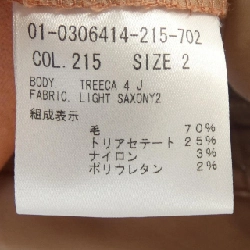 01-0306414-215-702
COL. 215 SIZE 2
BODY TREECA 4 J
FABRIC. LIGHT SAXONY2
組成表示
毛 70%
トリアセテート 25%
ナイロン 3%
ポリウレタン 2%